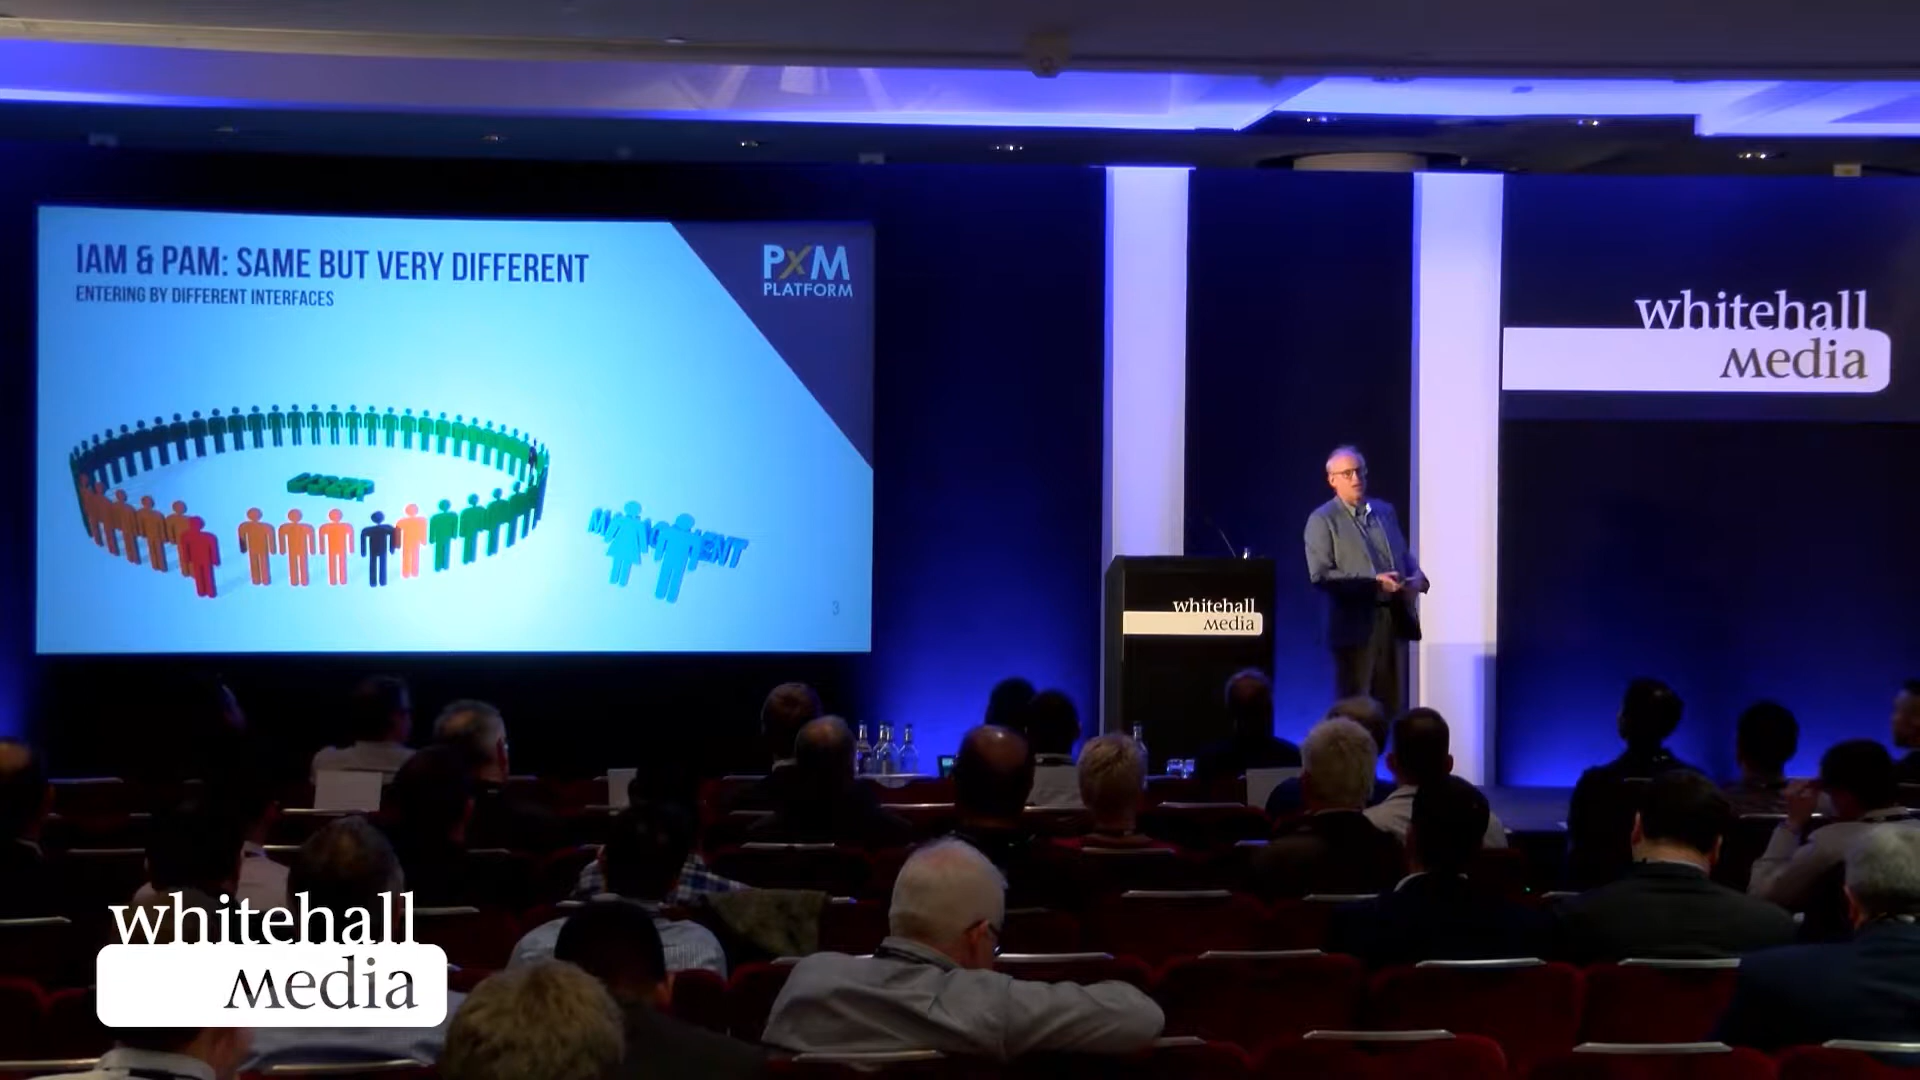 IAM & PAM: SAME BUT VERY DIFFERENT
ENTERING BY DIFFERENT INTERFACES
PXM
PLATFORM
USER
3
whitehall
media
whitehall
media
whitehall
media